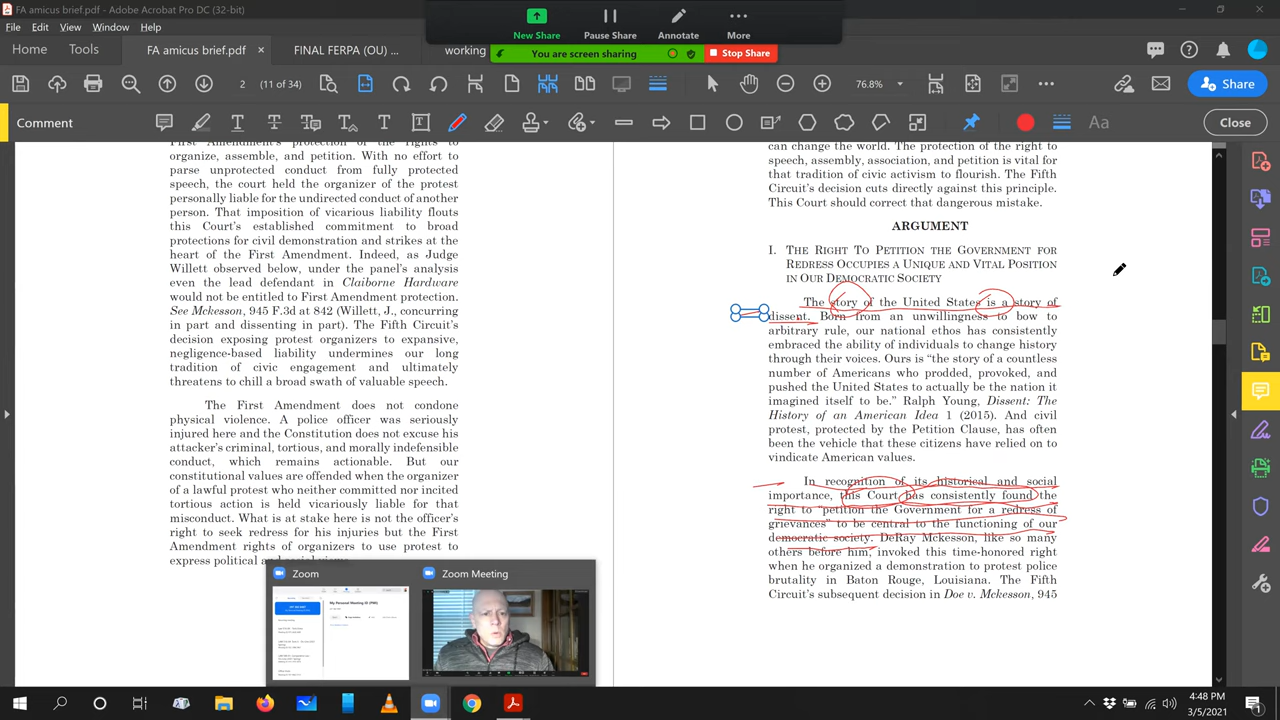 FA amicus brief.pdf - Adobe Acrobat Pro DC (32-bit)
File Edit View Window Help
New Share Pause Share Annotate More
You are screen sharing Stop Share
Home Tools FA amicus brief.pdf × FINAL FERPA (OU) ... working
2 (11 of 34) 76.8% Share
Comment Aa Close
First Amendment's protection of the rights to
organize, assemble, and petition. With no effort to
parse unprotected conduct from fully protected
speech, the court held the organizer of the protest
personally liable for the undirected conduct of another
person. That imposition of vicarious liability flouts
this Court's established commitment to broad
protections for civil demonstration and strikes at the
heart of the First Amendment. Indeed, as Judge
Willett observed below, under the panel's analysis
even the lead defendant in Claiborne Hardware
would not be entitled to First Amendment protection.
See Mckesson, 945 F.3d at 842 (Willett, J., concurring
in part and dissenting in part). The Fifth Circuit's
decision exposing protest organizers to expansive,
negligence-based liability undermines our long
tradition of civic engagement and ultimately
threatens to chill a broad swath of valuable speech.
The First Amendment does not condone
physical violence. A police officer was seriously
injured here and the Constitution does not excuse his
attacker's criminal, tortious, and morally indefensible
conduct, which remains actionable. But our
constitutional values are offended when the organizer
of a lawful protest who neither committed nor incited
tortious action is held vicariously liable for that
misconduct. What is at stake here is not the officer's
right to seek redress for his injuries but the First
Amendment rights of organizers to use protest to
express political
can change the world. The protection of the right to
speech, assembly, association, and petition is vital for
that tradition of civic activism to flourish. The Fifth
Circuit's decision cuts directly against this principle.
This Court should correct that dangerous mistake.
ARGUMENT
I. THE RIGHT TO PETITION THE GOVERNMENT FOR
REDRESS OCCUPIES A UNIQUE AND VITAL POSITION
IN OUR DEMOCRATIC SOCIETY
The story of the United States is a story of
dissent. Born from an unwillingness to bow to
arbitrary rule, our national ethos has consistently
embraced the ability of individuals to change history
through their voices. Ours is "the story of a countless
number of Americans who prodded, provoked, and
pushed the United States to actually be the nation it
imagined itself to be." Ralph Young, Dissent: The
History of an American Idea 1 (2015). And civil
protest, protected by the Petition Clause, has often
been the vehicle that these citizens have relied on to
vindicate American values.
In recognition of its historical and social
importance, this Court has consistently found the
right to "petition the Government for a redress of
grievances" to be central to the functioning of our
democratic society. DeRay Mckesson, like so many
others before him, invoked this time-honored right
when he organized a demonstration to protest police
brutality in Baton Rouge, Louisiana. The Fifth
Circuit's subsequent decision in Doe v. Mckesson, 945
Zoom Zoom Meeting
4:48 PM
3/5/2021